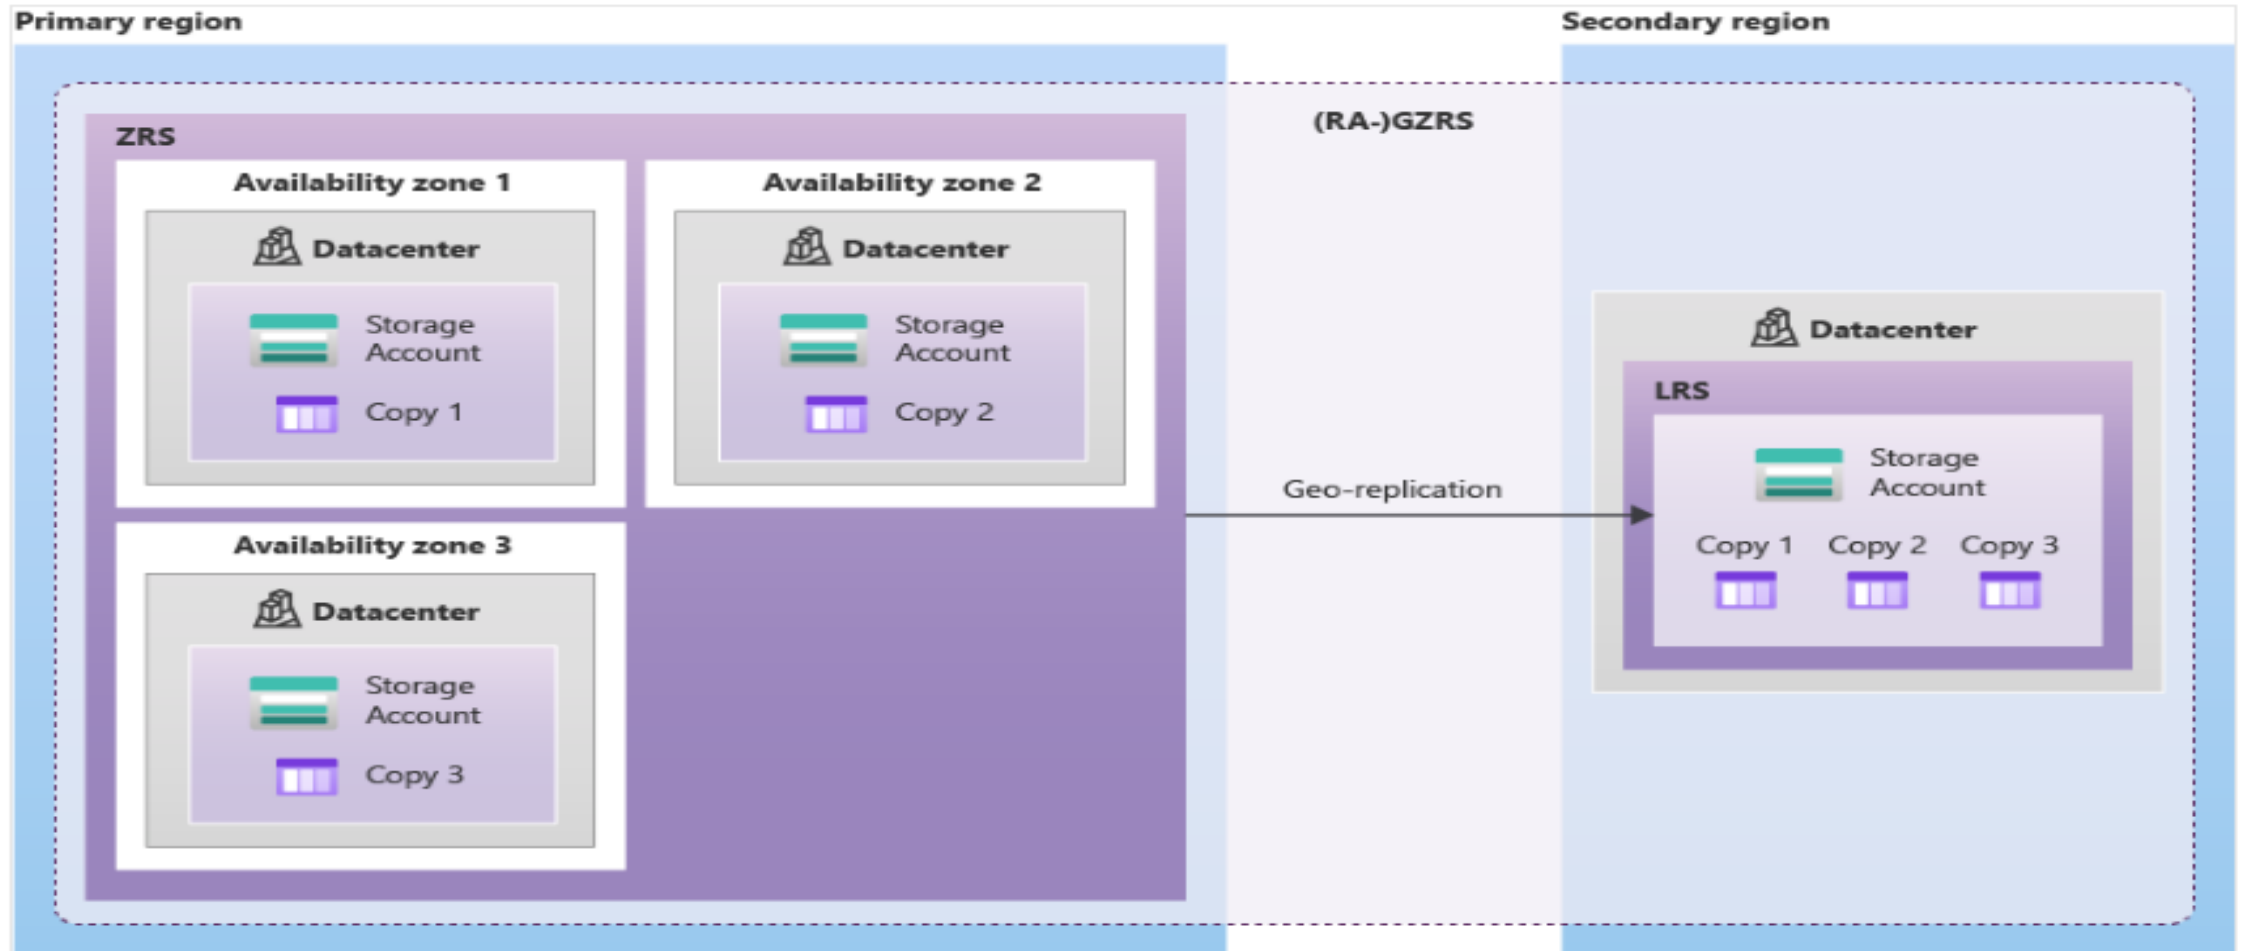 Primary region
Secondary region
(RA-)GZRS
ZRS
Availability zone 1
Datacenter
Storage
Account
Copy 1
Availability zone 2
Datacenter
Storage
Account
Copy 2
Availability zone 3
Datacenter
Storage
Account
Copy 3
Geo-replication
Datacenter
LRS
Storage
Account
Copy 1 Copy 2 Copy 3